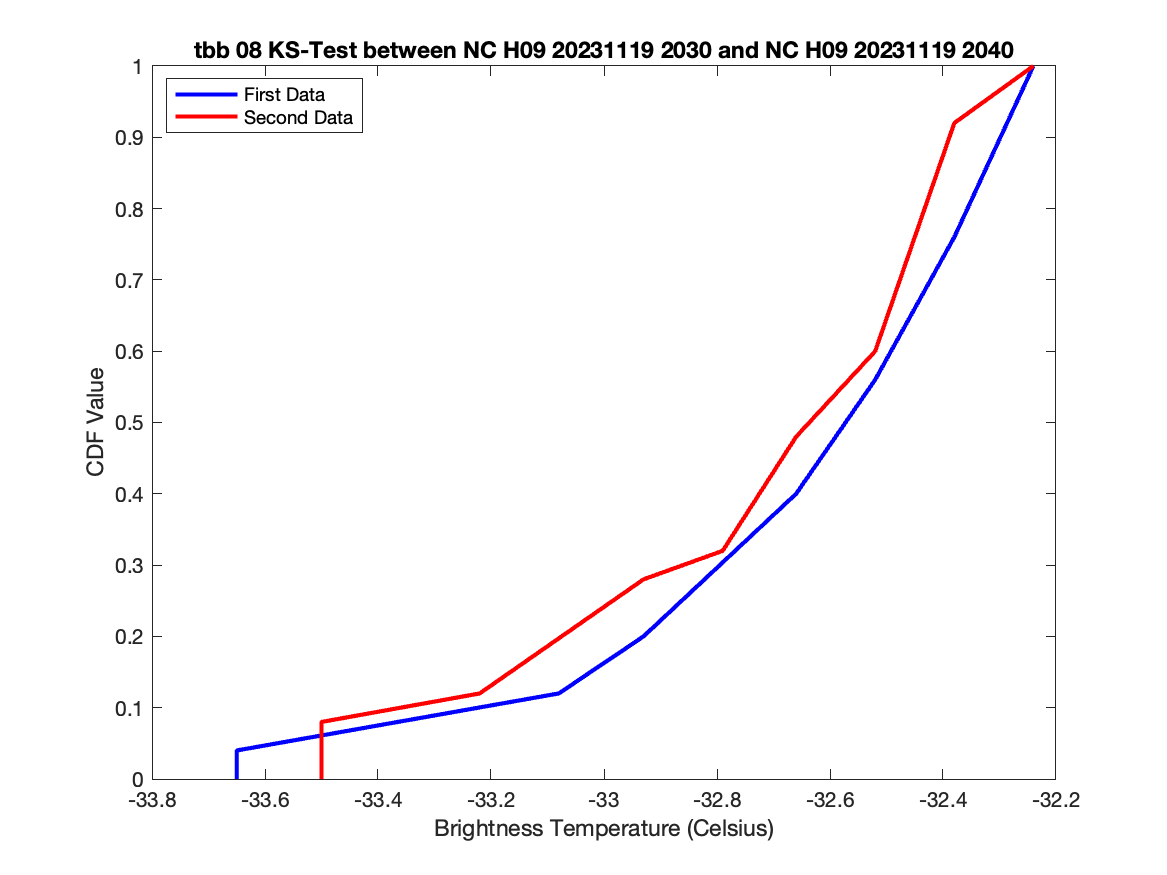 tbb 08 KS-Test between NC H09 20231119 2030 and NC H09 20231119 2040
First Data
Second Data
1
0.9
0.8
0.7
0.6
0.5
0.4
0.3
0.2
0.1
0
CDF Value
-33.8 -33.6 -33.4 -33.2 -33 -32.8 -32.6 -32.4 -32.2
Brightness Temperature (Celsius)